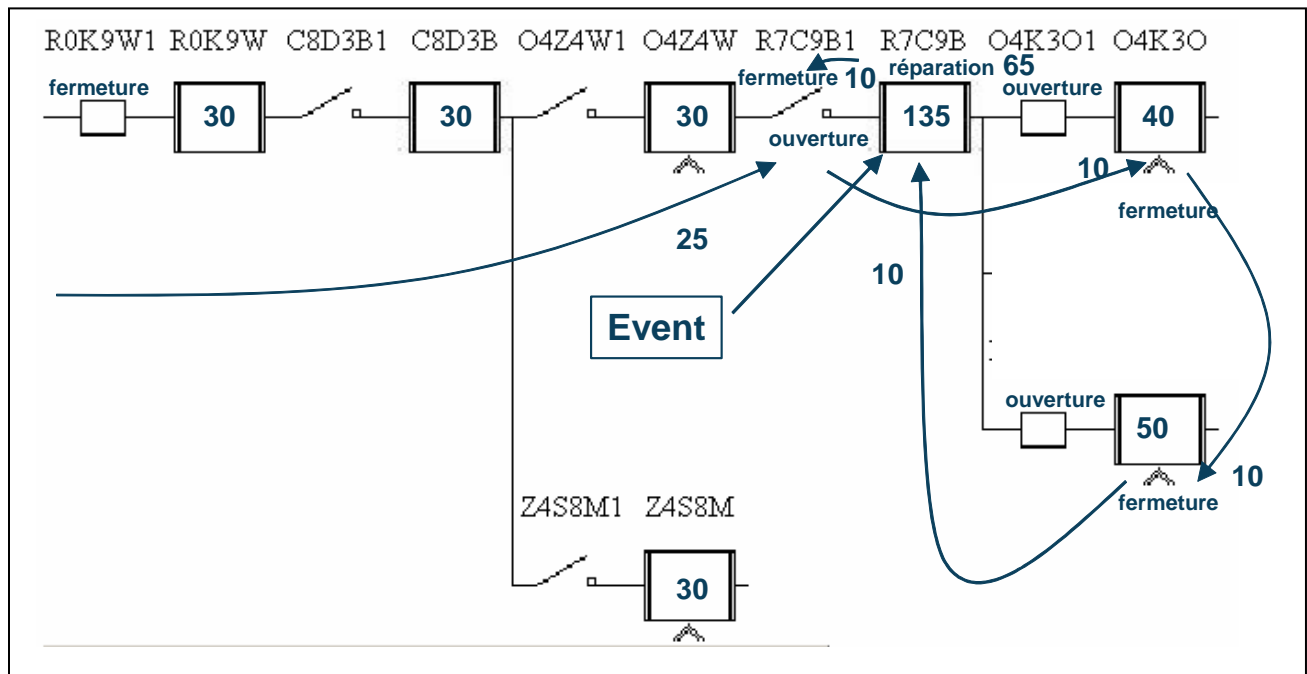 R0K9W1 R0K9W C8D3B1 C8D3B O4Z4W1 O4Z4W R7C9B1 R7C9B O4K3O1 O4K3O
fermeture 10 réparation 65
fermeture ouverture
30 30 30 135 40
ouverture
10
fermeture
25
10
Event
ouverture
50
10
fermeture
Z4S8M1 Z4S8M
30